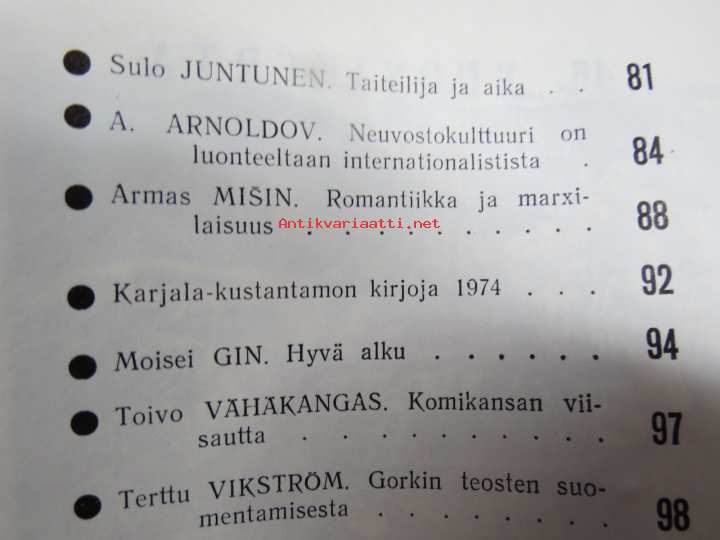 ● Sulo JUNTUNEN. Taiteilija ja aika . . 81
● A. ARNOLDOV. Neuvostokulttuuri on
luonteeltaan internationalistista . 84
● Armas MIŠIN. Romantiikka ja marxi-
laisuus . . . . . . . . . 88
Antikvariaatti.net
● Karjala-kustantamon kirjoja 1974 . . . 92
● Moisei GIN. Hyvä alku . . . . . . 94
● Toivo VÄHÄKANGAS. Komikansan vii-
sautta . . . . . . . . 97
● Terttu VIKSTRÖM. Gorkin teosten suo-
mentamisesta . . . . . . . 98